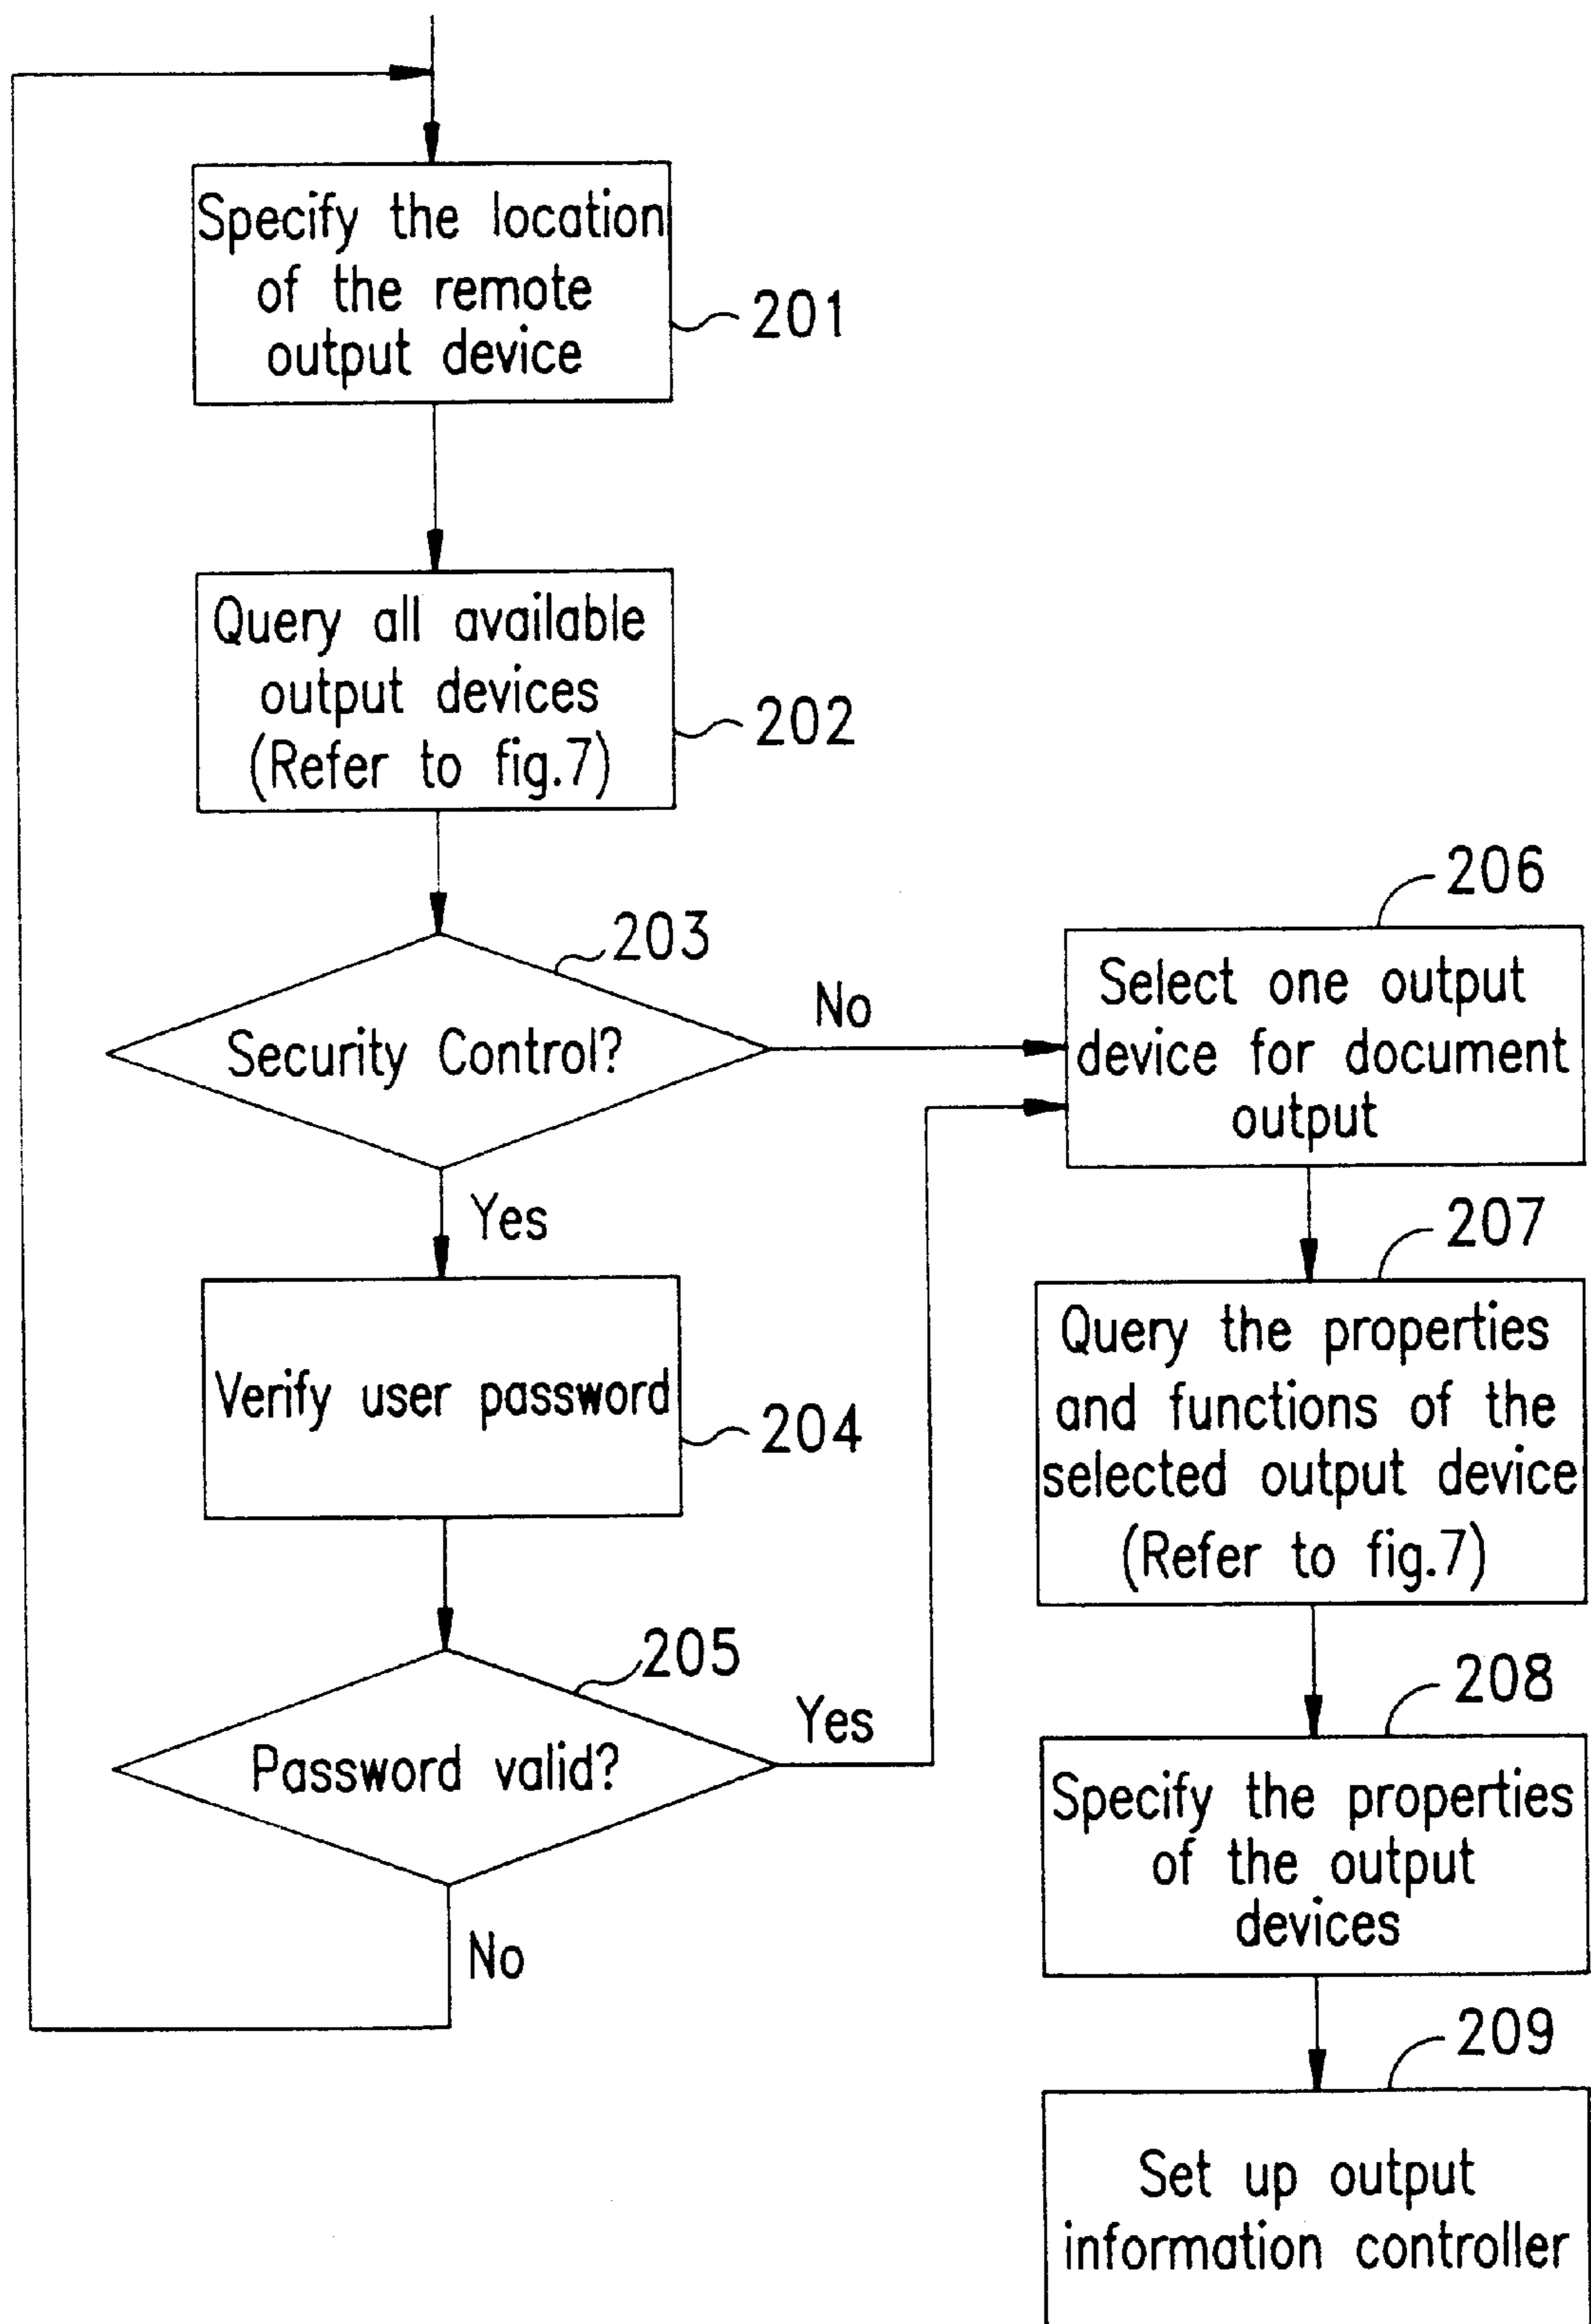 Specify the location
of the remote
output device
201
Query all available
output devices
(Refer to fig.7)
202
203
Security Control?
No
Yes
Verify user password
204
205
Password valid?
Yes
No
206
Select one output
device for document
output
207
Query the properties
and functions of the
selected output device
(Refer to fig.7)
208
Specify the properties
of the output
devices
209
Set up output
information controller